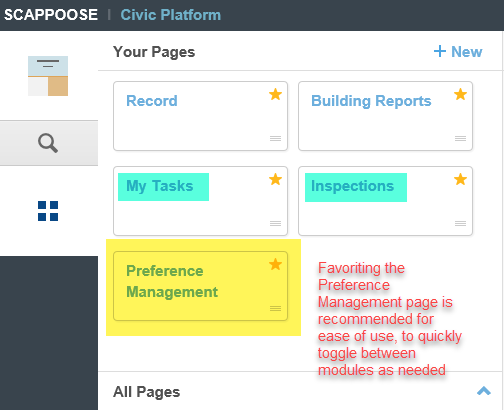 SCAPPOOSE | Civic Platform
Your Pages + New
Record Building Reports
My Tasks Inspections
Preference
Management
Favoriting the
Preference
Management page is
recommended for
ease of use, to quickly
toggle between
modules as needed
All Pages